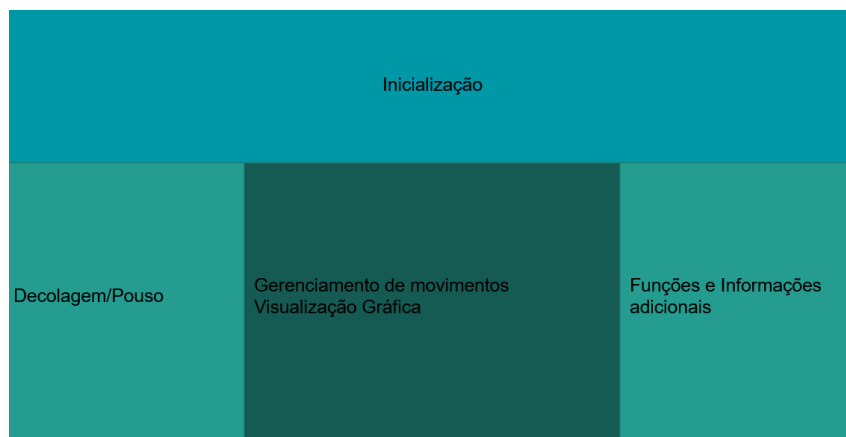 Inicialização
Decolagem/Pouso
Gerenciamento de movimentos
Visualização Gráfica
Funções e Informações
adicionais